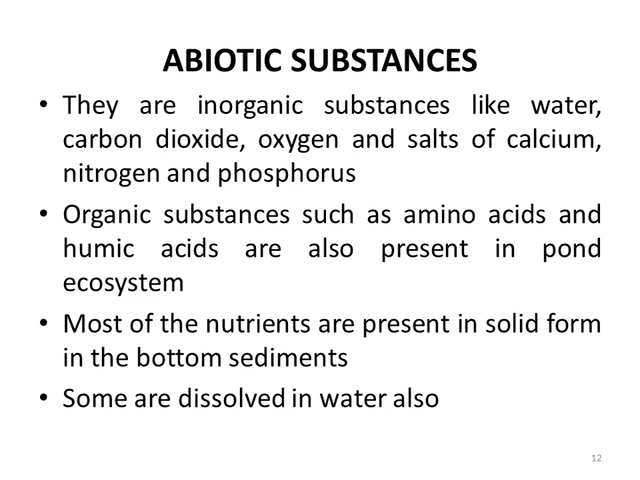 ABIOTIC SUBSTANCES
• They are inorganic substances like water,
carbon dioxide, oxygen and salts of calcium,
nitrogen and phosphorus
• Organic substances such as amino acids and
humic acids are also present in pond
ecosystem
• Most of the nutrients are present in solid form
in the bottom sediments
• Some are dissolved in water also
12